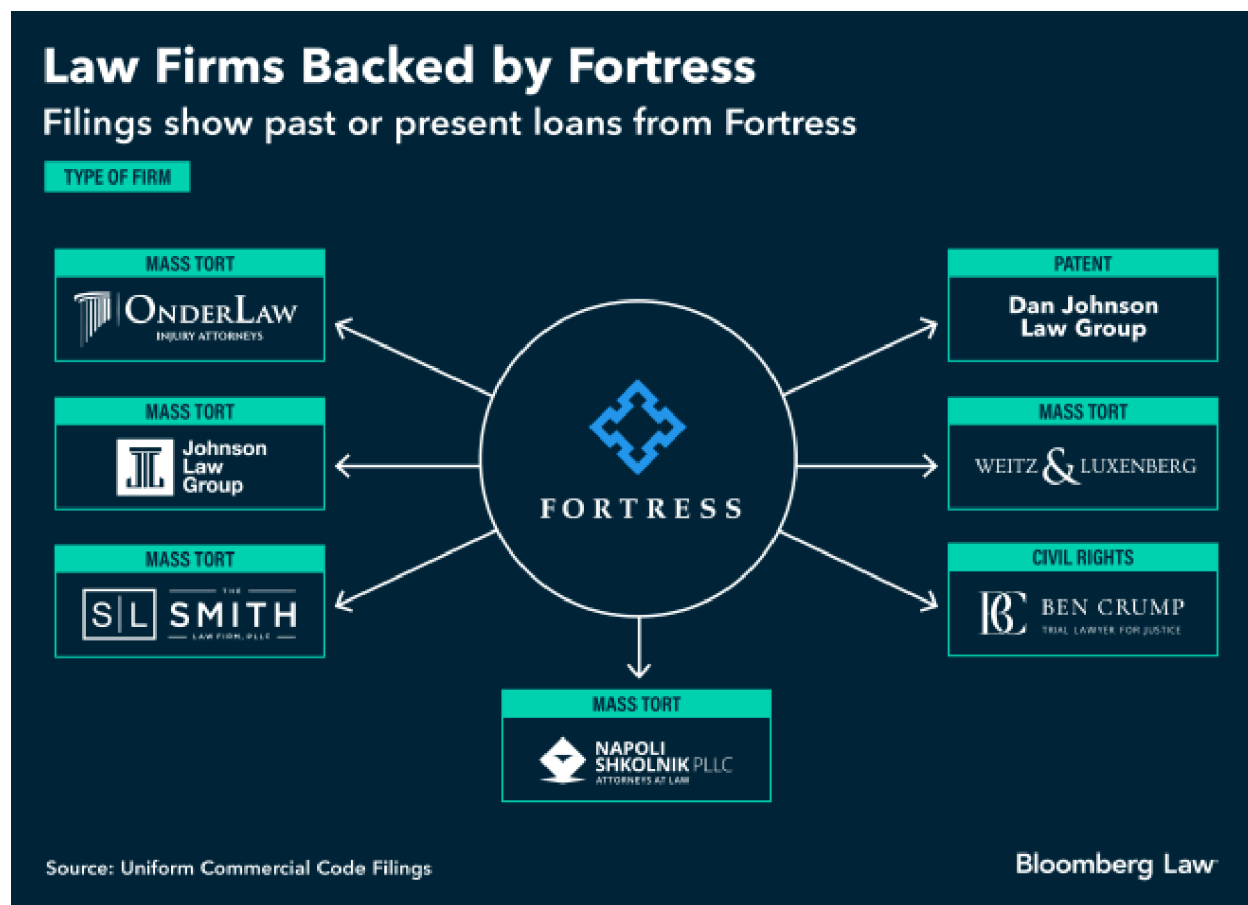 Law Firms Backed by Fortress
Filings show past or present loans from Fortress
TYPE OF FIRM
MASS TORT
ONDERLAW
INJURY ATTORNEYS
MASS TORT
Johnson
Law
Group
MASS TORT
S|L
THE
SMITH
LAW FIRM, PLLC
FORTRESS
PATENT
Dan Johnson
Law Group
MASS TORT
WEITZ & LUXENBERG
CIVIL RIGHTS
BC
BEN CRUMP
TRIAL LAWYER FOR JUSTICE
MASS TORT
NAPOLI
SHKOLNIK PLLC
ATTORNEYS AT LAW
Source: Uniform Commercial Code Filings
Bloomberg Law